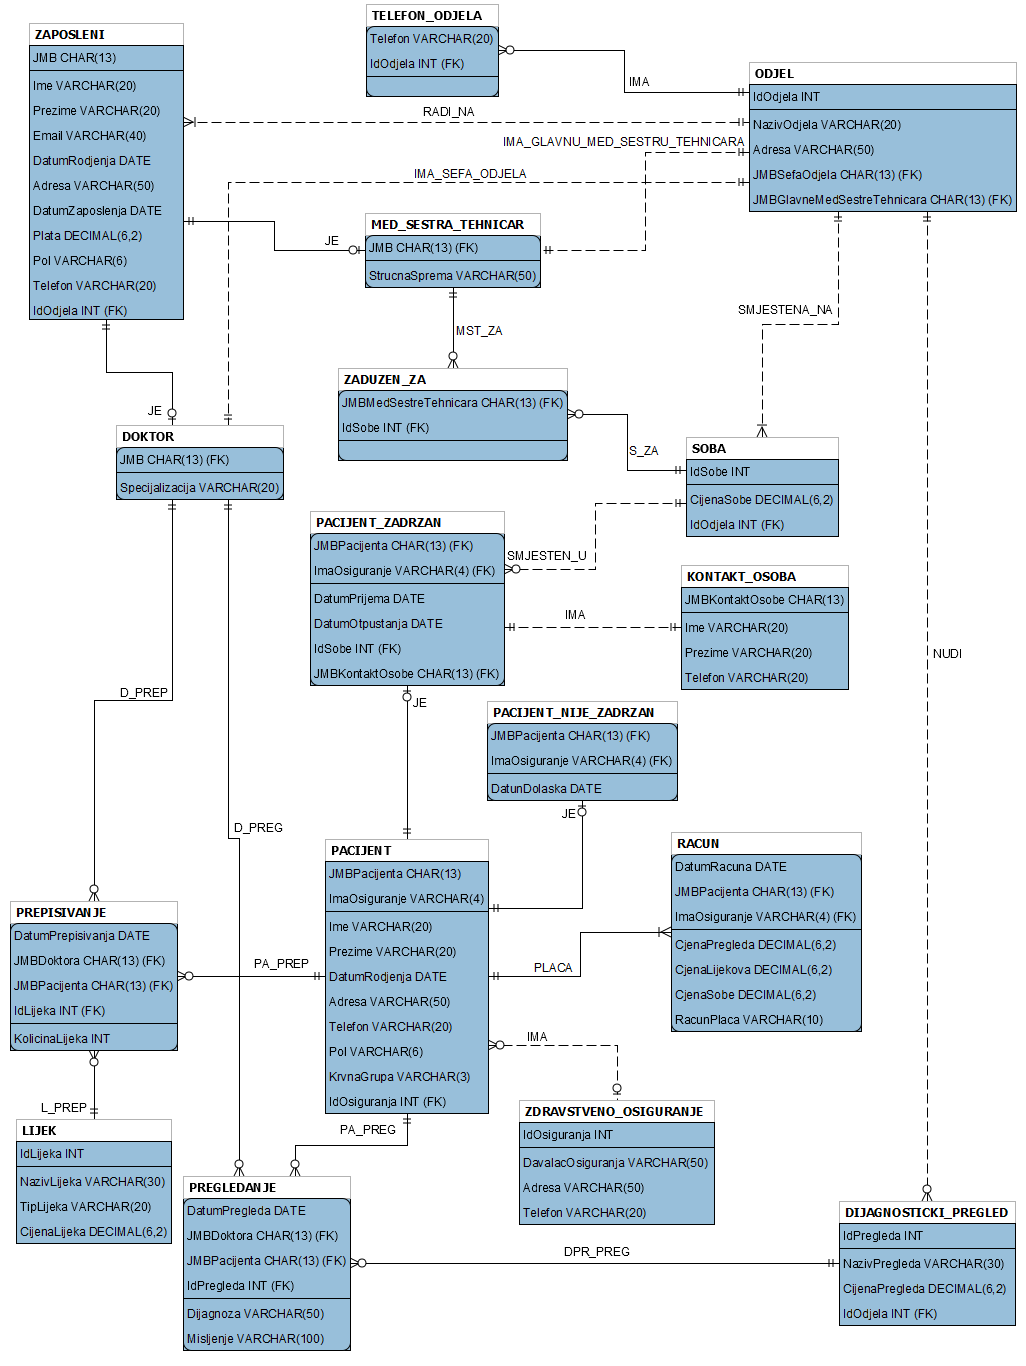 TELEFON_ODJELA
Telefon VARCHAR(20)
IdOdjela INT (FK)
ZAPOSLENI
JMB CHAR(13)
Ime VARCHAR(20)
Prezime VARCHAR(20)
Email VARCHAR(40)
DatumRodjenja DATE
Adresa VARCHAR(50)
DatumZaposlenja DATE
Plata DECIMAL(6,2)
Pol VARCHAR(6)
Telefon VARCHAR(20)
IdOdjela INT (FK)
ODJEL
IdOdjela INT
NazivOdjela VARCHAR(20)
Adresa VARCHAR(50)
JMBSefaOdjela CHAR(13) (FK)
JMBGlavneMedSestreTehnicara CHAR(13) (FK)
IMA
RADI_NA
IMA_GLAVNU_MED_SESTRU_TEHNICARA
IMA_SEFA_ODJELA
MED_SESTRA_TEHNICAR
JMB CHAR(13) (FK)
StrucnaSprema VARCHAR(50)
JE
MST_ZA
SMJESTENA_NA
ZADUZEN_ZA
JMBMedSestreTehnicara CHAR(13) (FK)
IdSobe INT (FK)
JE
DOKTOR
JMB CHAR(13) (FK)
Specijalizacija VARCHAR(20)
S_ZA
SOBA
IdSobe INT
CijenaSobe DECIMAL(6,2)
IdOdjela INT (FK)
PACIJENT_ZADRZAN
JMBPacijenta CHAR(13) (FK)
ImaOsiguranje VARCHAR(4) (FK)
DatumPrijema DATE
DatumOtpustanja DATE
IdSobe INT (FK)
JMBKontaktOsobe CHAR(13) (FK)
SMJESTEN_U
KONTAKT_OSOBA
JMBKontaktOsobe CHAR(13)
Ime VARCHAR(20)
Prezime VARCHAR(20)
Telefon VARCHAR(20)
IMA
NUDI
D_PREP
JE
PACIJENT_NIJE_ZADRZAN
JMBPacijenta CHAR(13) (FK)
ImaOsiguranje VARCHAR(4) (FK)
DatunDolaska DATE
JE
D_PREG
PACIJENT
JMBPacijenta CHAR(13)
ImaOsiguranje VARCHAR(4)
Ime VARCHAR(20)
Prezime VARCHAR(20)
DatumRodjenja DATE
Adresa VARCHAR(50)
Telefon VARCHAR(20)
Pol VARCHAR(6)
KrvnaGrupa VARCHAR(3)
IdOsiguranja INT (FK)
RACUN
DatumRacuna DATE
JMBPacijenta CHAR(13) (FK)
ImaOsiguranje VARCHAR(4) (FK)
CjenaPregleda DECIMAL(6,2)
CjenaLijekova DECIMAL(6,2)
CjenaSobe DECIMAL(6,2)
RacunPlaca VARCHAR(10)
PREPISIVANJE
DatumPrepisivanja DATE
JMBDoktora CHAR(13) (FK)
JMBPacijenta CHAR(13) (FK)
IdLijeka INT (FK)
KolicinaLijeka INT
PA_PREP
PLACA
IMA
L_PREP
LIJEK
IdLijeka INT
NazivLijeka VARCHAR(30)
TipLijeka VARCHAR(20)
CijenaLijeka DECIMAL(6,2)
PA_PREG
ZDRAVSTVENO_OSIGURANJE
IdOsiguranja INT
DavalacOsiguranja VARCHAR(50)
Adresa VARCHAR(50)
Telefon VARCHAR(20)
PREGLEDANJE
DatumPregleda DATE
JMBDoktora CHAR(13) (FK)
JMBPacijenta CHAR(13) (FK)
IdPregleda INT (FK)
Dijagnoza VARCHAR(50)
Misljenje VARCHAR(100)
DPR_PREG
DIJAGNOSTICKI_PREGLED
IdPregleda INT
NazivPregleda VARCHAR(30)
CijenaPregleda DECIMAL(6,2)
IdOdjela INT (FK)